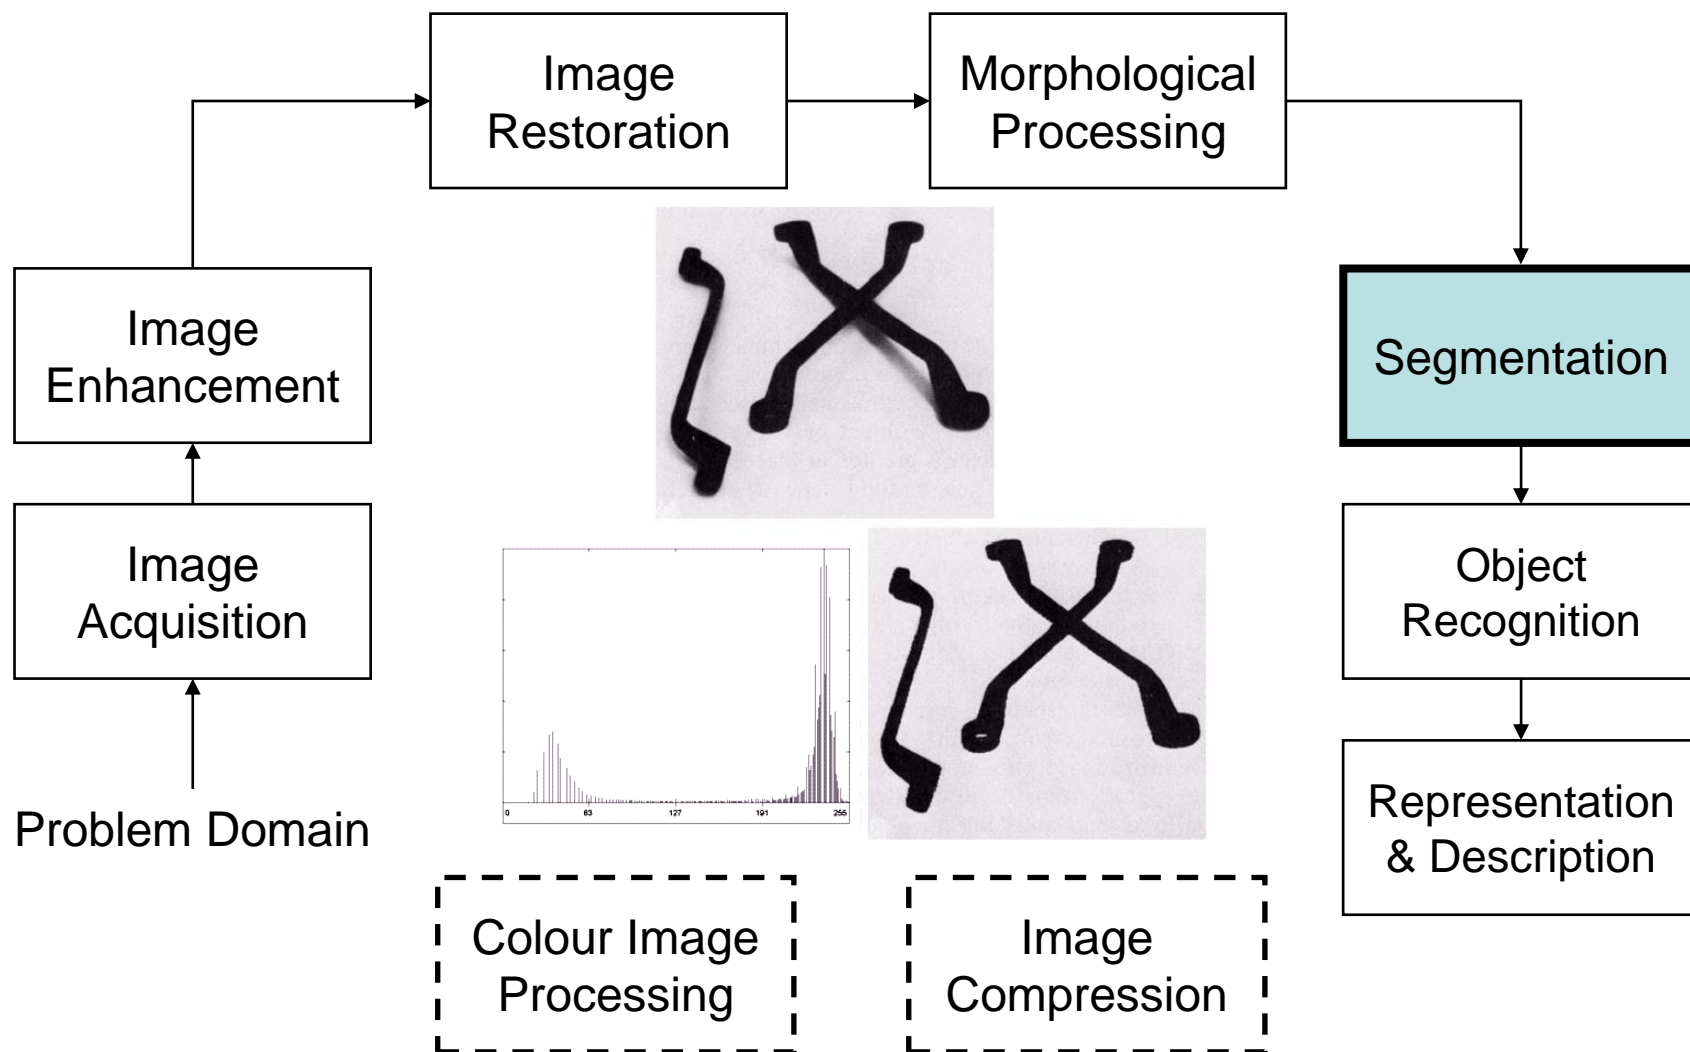 Image
Restoration
Morphological
Processing
Image
Enhancement
Segmentation
Image
Acquisition
Object
Recognition
0 63 127 191 255
Problem Domain
Representation
& Description
Colour Image
Processing
Image
Compression